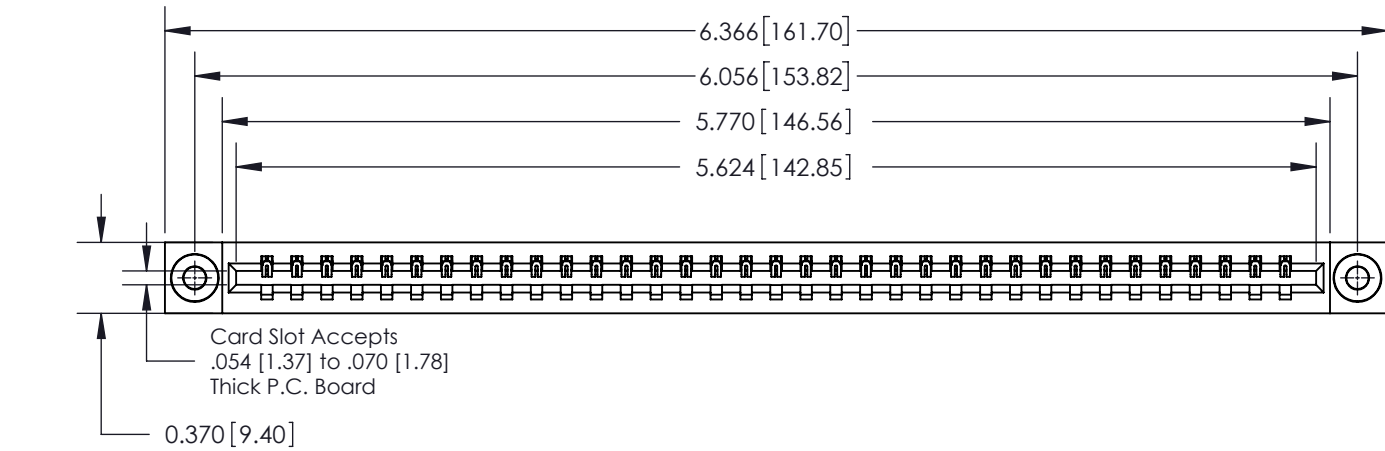 6.366[161.70]
6.056[153.82]
5.770[146.56]
5.624[142.85]
Card Slot Accepts
.054 [1.37] to .070 [1.78]
Thick P.C. Board
0.370[9.40]